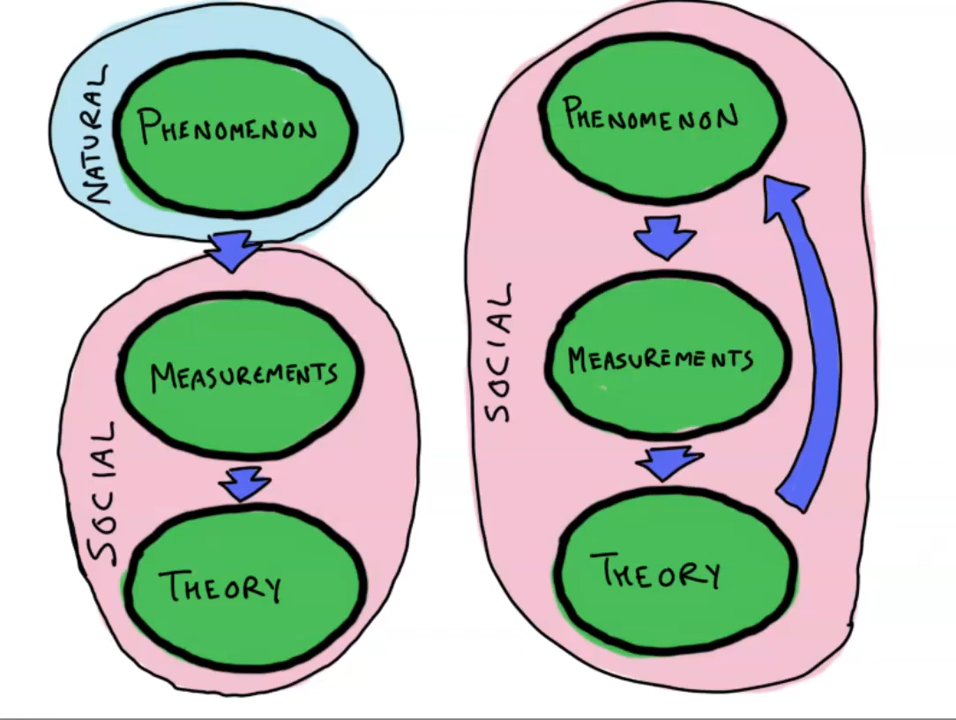 NATURAL
PHENOMENON
SOCIAL
MEASUREMENTS
THEORY
SOCIAL
PHENOMENON
MEASUREMENTS
THEORY